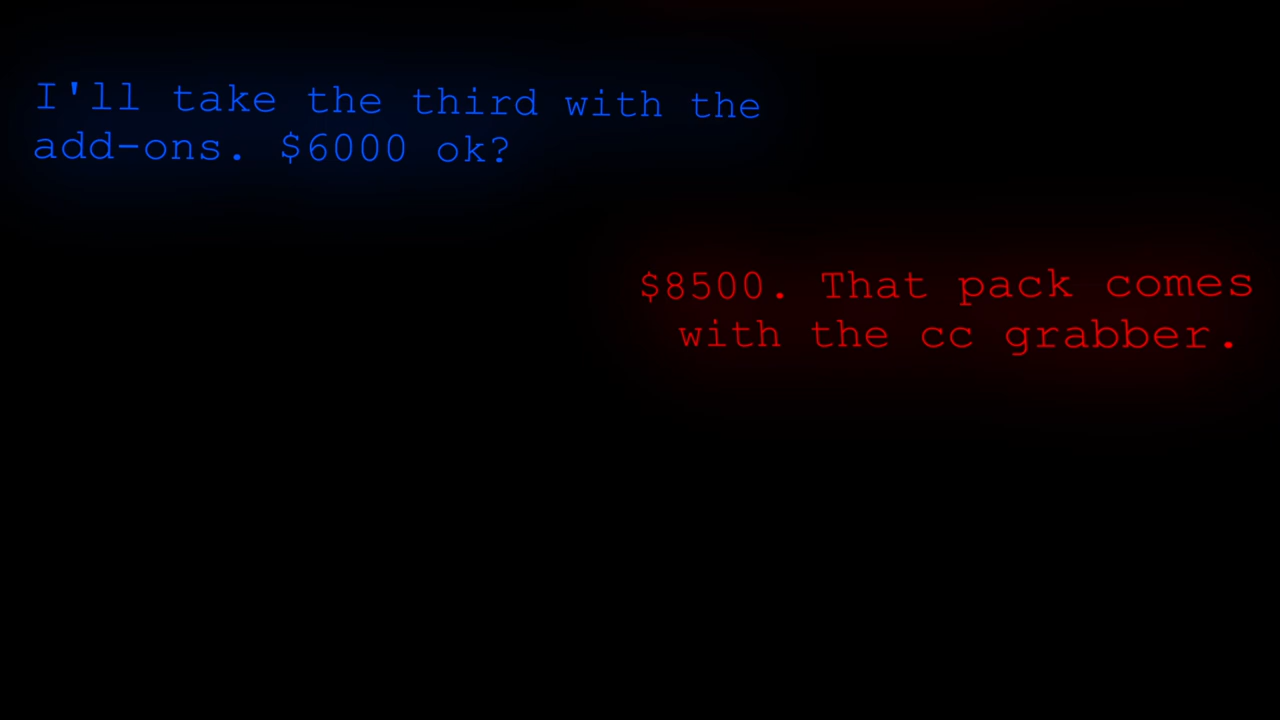 I'll take the third with the
add-ons. $6000 ok?
$8500. That pack comes
with the cc grabber.